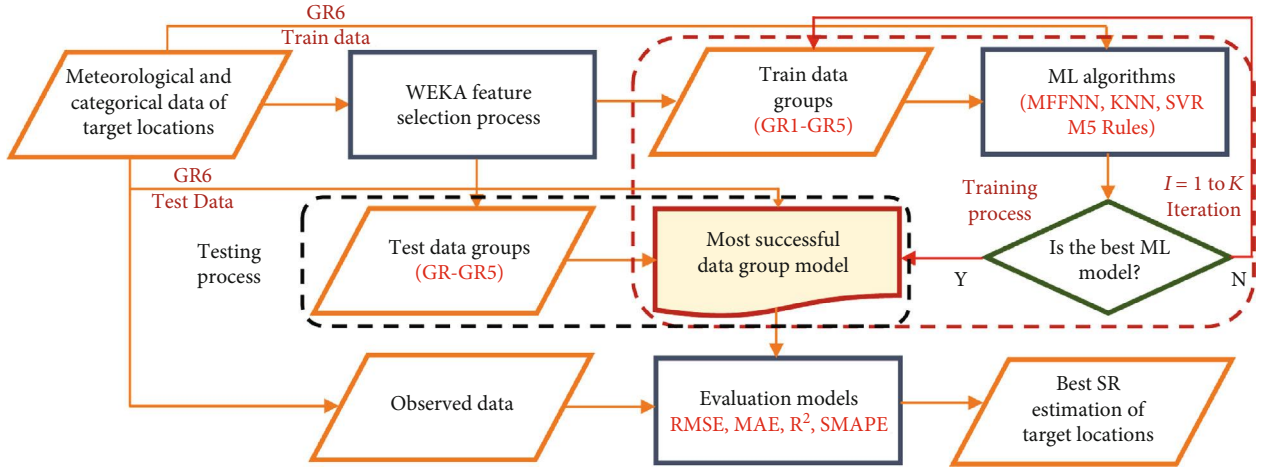 GR6
Train data
Meteorological and
categorical data of
target locations
WEKA feature
selection process
Train data
groups
(GR1-GR5)
ML algorithms
(MFFNN, KNN, SVR
M5 Rules)
GR6
Test Data
Training
process
I = 1 to K
Iteration
Testing
process
Test data groups
(GR-GR5)
Most successful
data group model
Is the best ML
model?
Y
N
Observed data
Evaluation models
RMSE, MAE, R², SMAPE
Best SR
estimation of
target locations